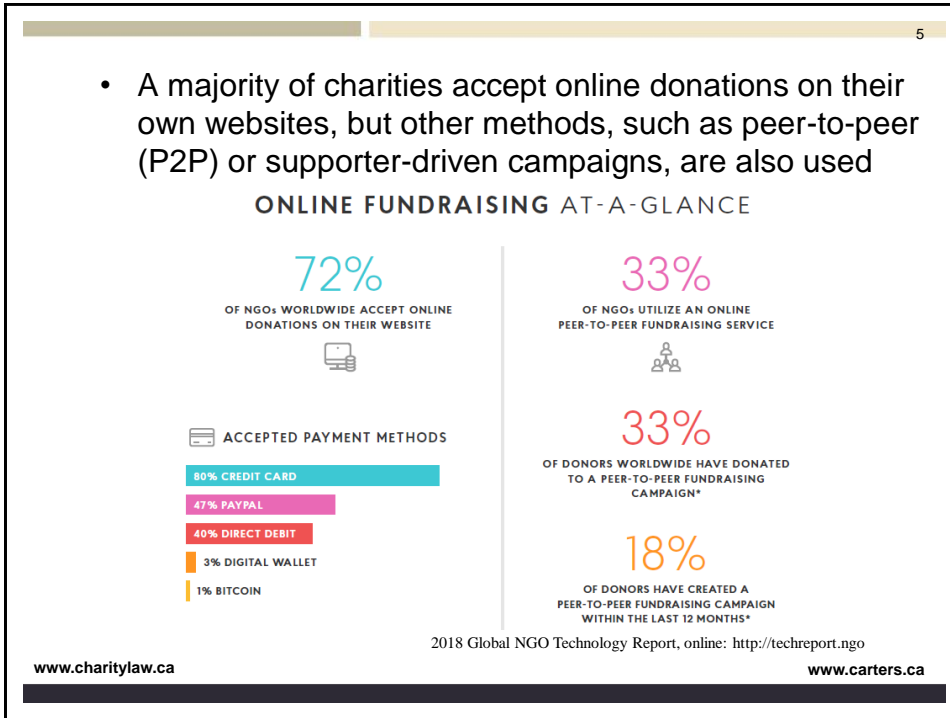 5
• A majority of charities accept online donations on their
own websites, but other methods, such as peer-to-peer
(P2P) or supporter-driven campaigns, are also used
ONLINE FUNDRAISING AT-A-GLANCE
72%
OF NGOs WORLDWIDE ACCEPT ONLINE
DONATIONS ON THEIR WEBSITE
ACCEPTED PAYMENT METHODS
80% CREDIT CARD
47% PAYPAL
40% DIRECT DEBIT
3% DIGITAL WALLET
1% BITCOIN
33%
OF NGOs UTILIZE AN ONLINE
PEER-TO-PEER FUNDRAISING SERVICE
33%
OF DONORS WORLDWIDE HAVE DONATED
TO A PEER-TO-PEER FUNDRAISING
CAMPAIGN*
18%
OF DONORS HAVE CREATED A
PEER-TO-PEER FUNDRAISING CAMPAIGN
WITHIN THE LAST 12 MONTHS*
2018 Global NGO Technology Report, online: http://techreport.ngo
www.charitylaw.ca
www.carters.ca